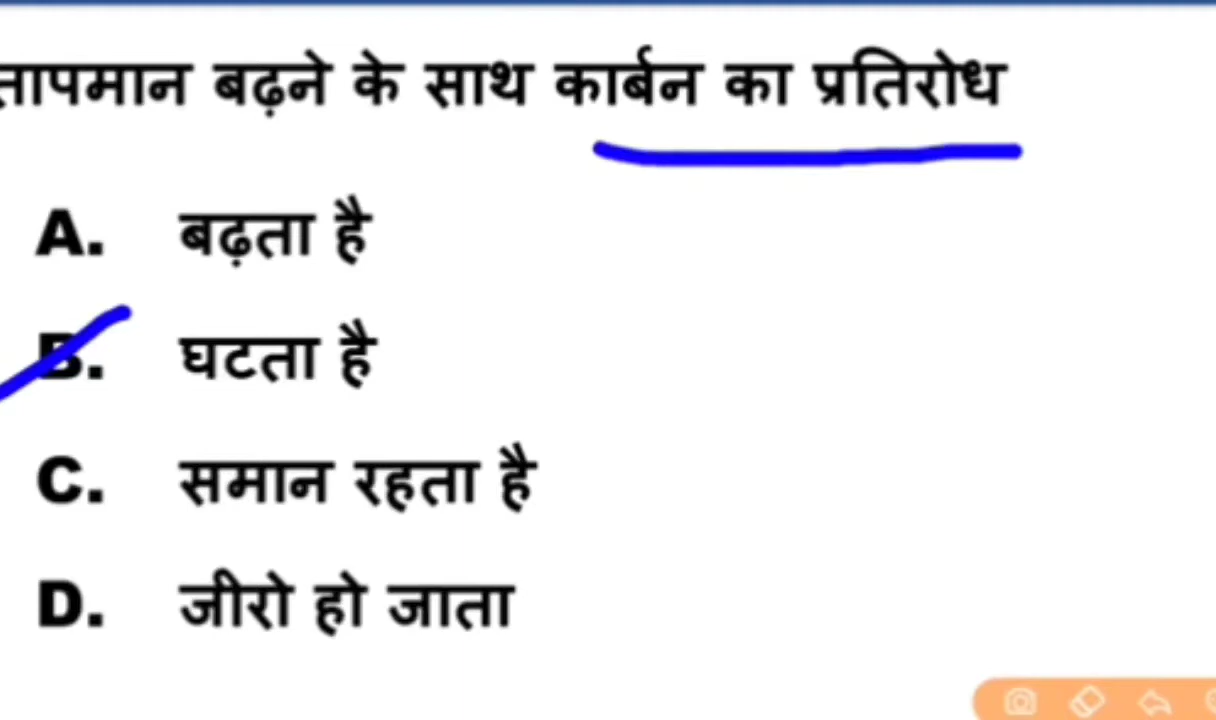 तापमान बढ़ने के साथ कार्बन का प्रतिरोध
A. बढ़ता है
B. घटता है
C. समान रहता है
D. जीरो हो जाता